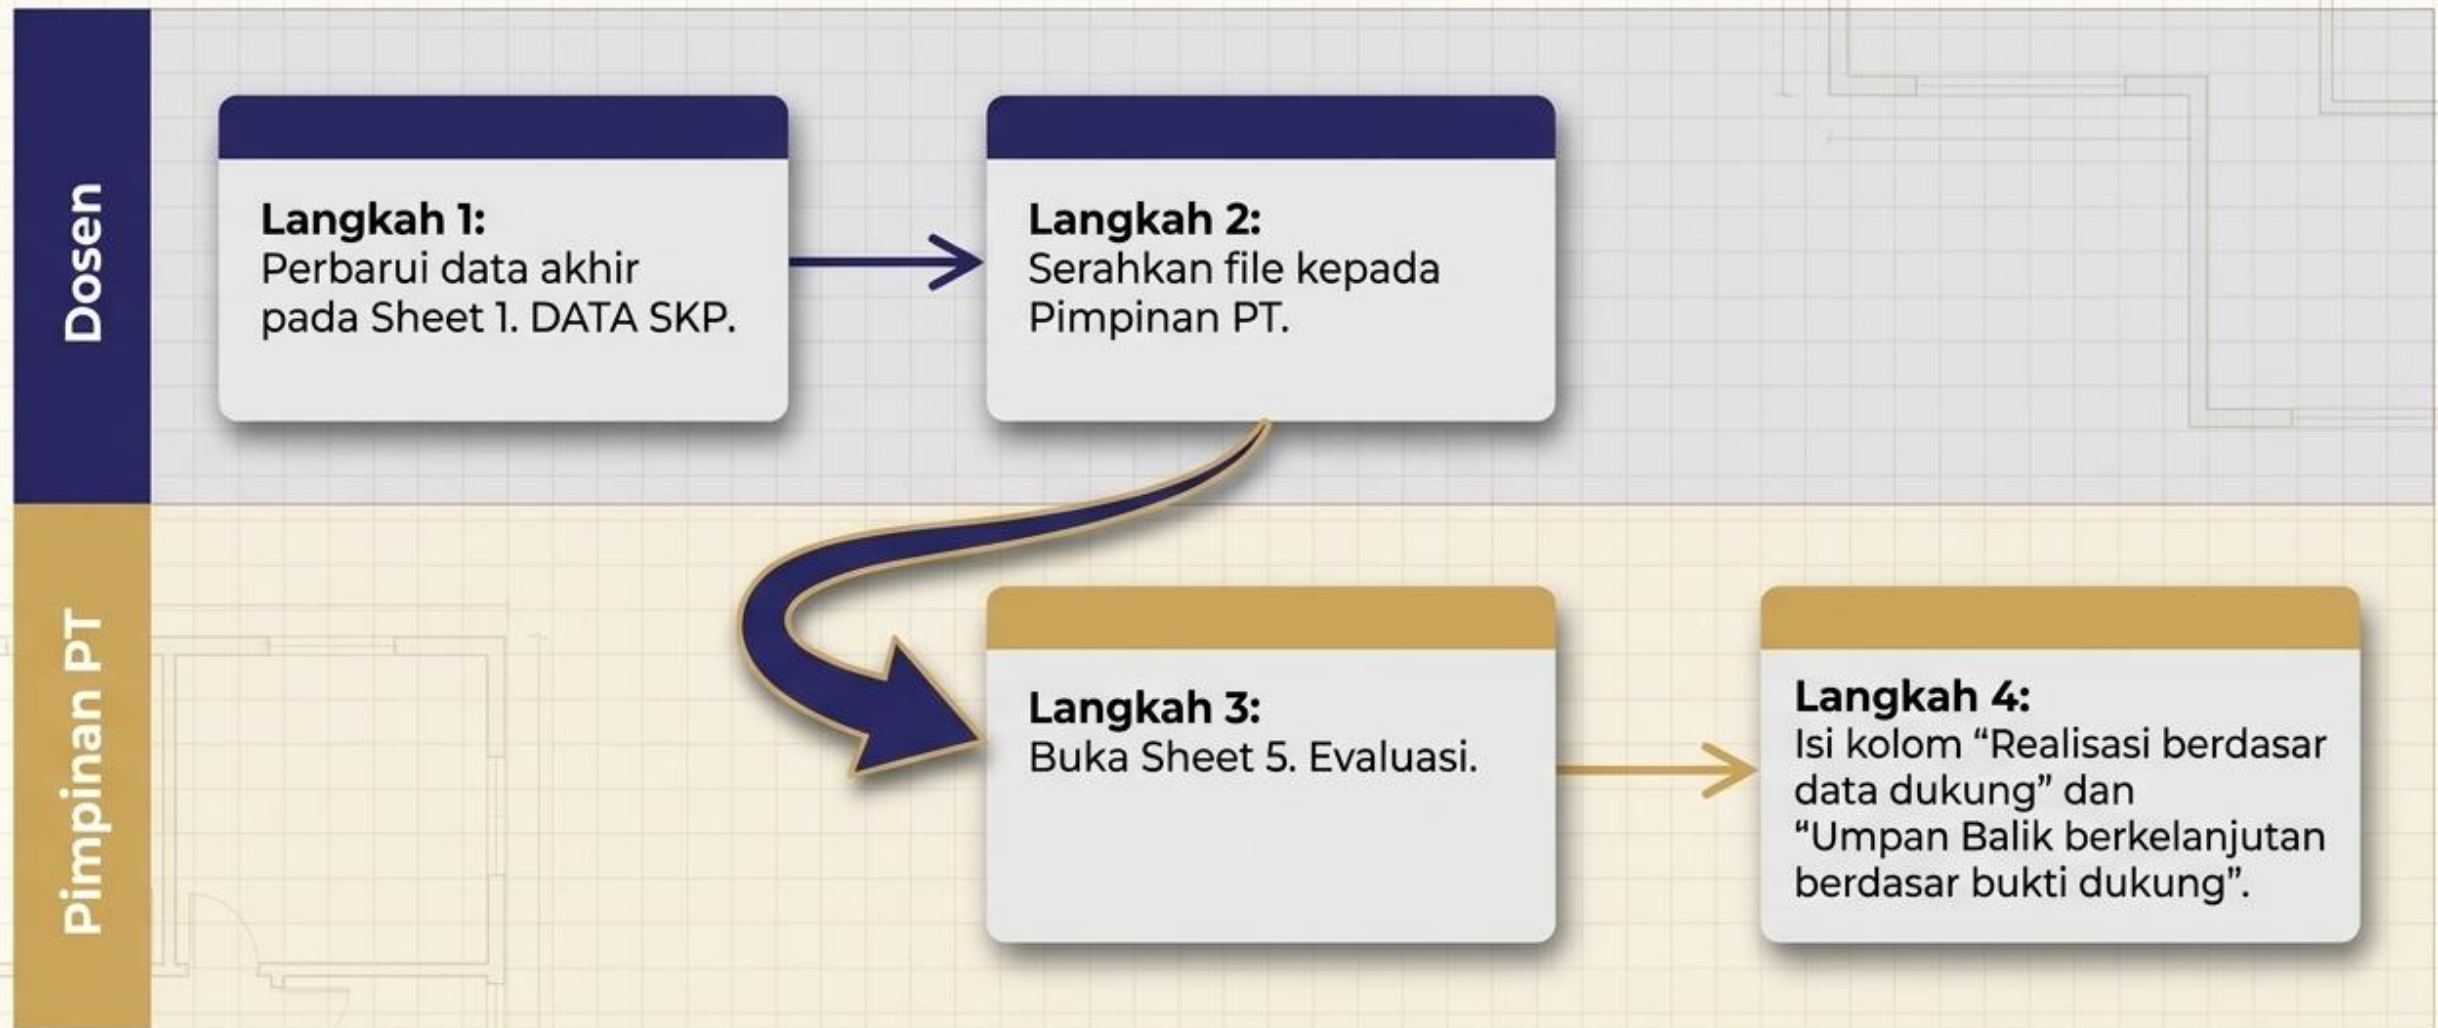 Dosen
Langkah 1:
Perbarui data akhir
pada Sheet 1. DATA SKP.
Langkah 2:
Serahkan file kepada
Pimpinan PT.
Pimpinan PT
Langkah 3:
Buka Sheet 5. Evaluasi.
Langkah 4:
Isi kolom “Realisasi berdasar
data dukung” dan
“Umpan Balik berkelanjutan
berdasar bukti dukung”.